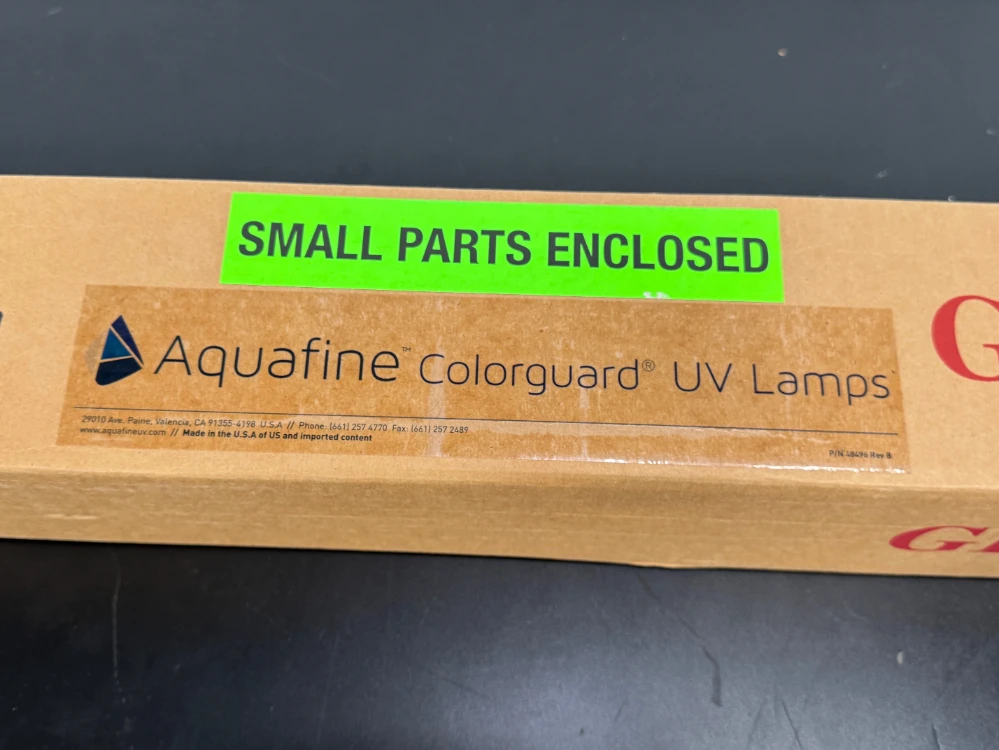 SMALL PARTS ENCLOSED
Aquafine™ Colorguard® UV Lamps
29010 Ave. Paine, Valencia, CA 91355-4198 U.S.A // Phone: (661) 257 4770 Fax: (661) 257 2489
www.aquafineuv.com // Made in the U.S.A of US and imported content
P/N 48496 Rev B
G